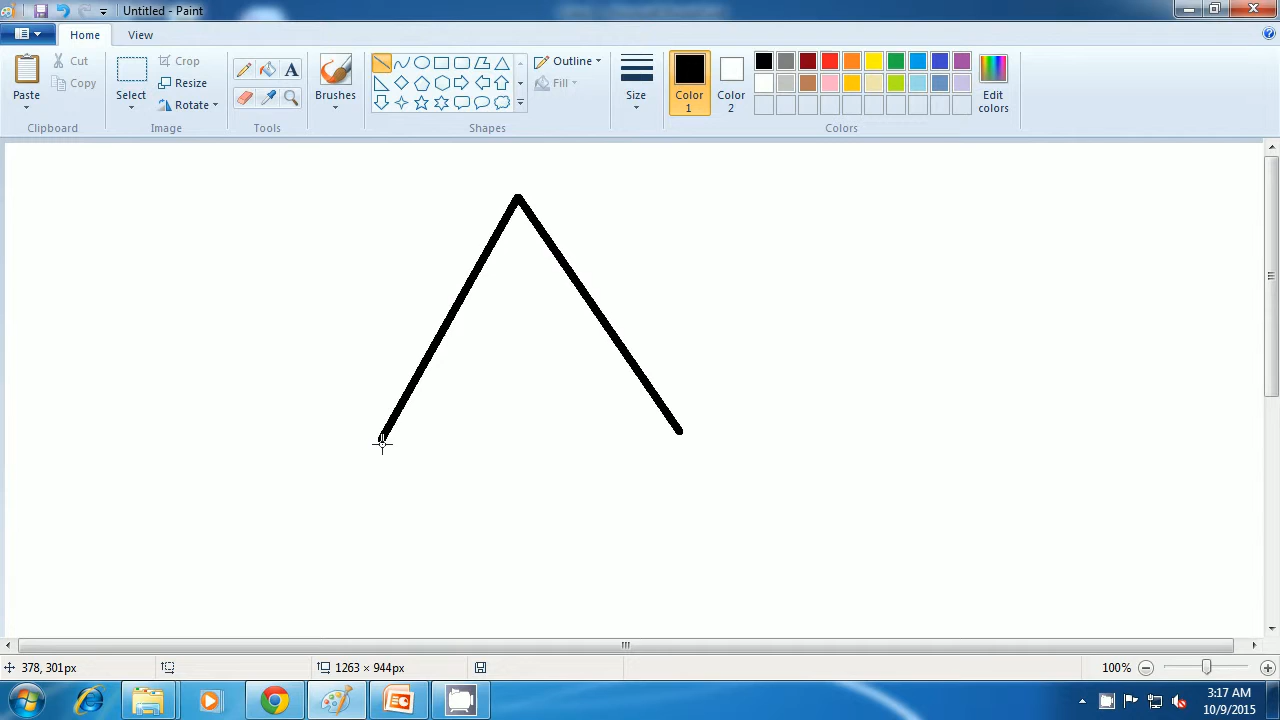 Untitled - Paint
Home View
Paste
Cut
Copy
Clipboard
Select
Crop
Resize
Rotate
Image
A
Tools
Brushes
Outline
Fill
Shapes
Size
Color 1
Color 2
Edit colors
Colors
378, 301px
1263 × 944px
100%
3:17 AM
10/9/2015